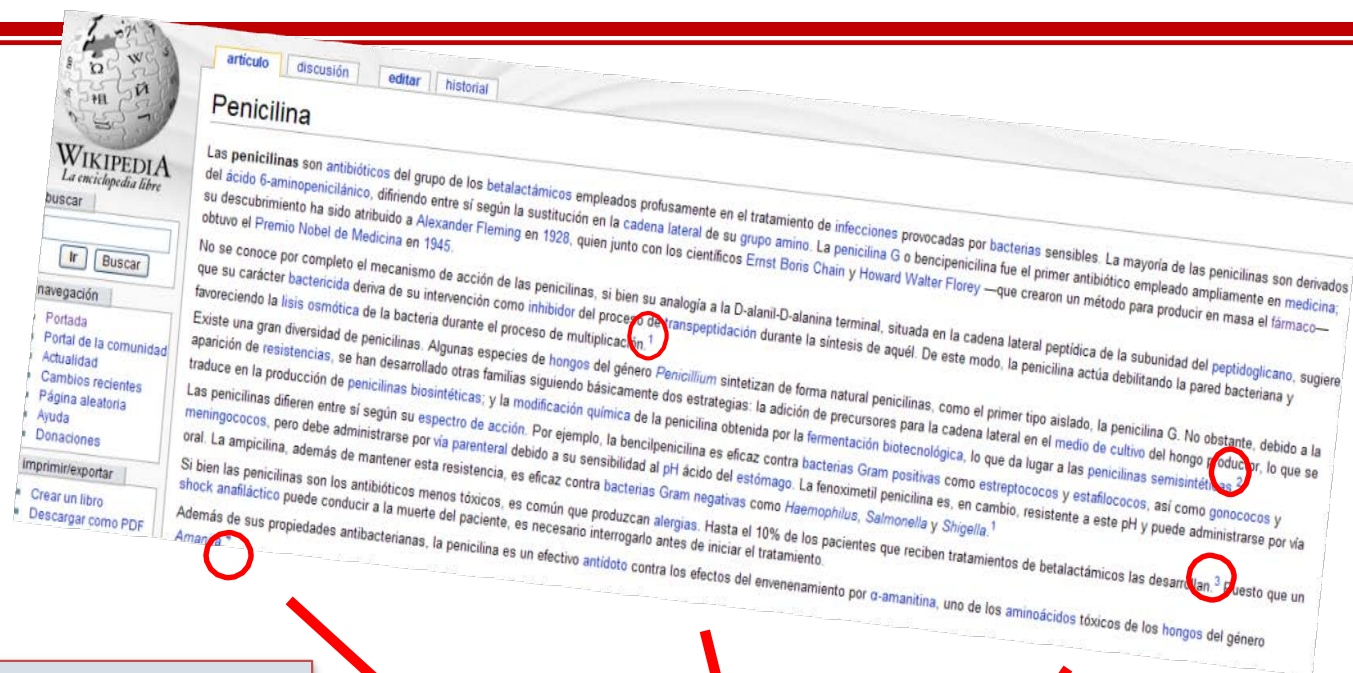 artículo
discusión
editar
historial
Penicilina
WIKIPEDIA
La enciclopedia libre
buscar
Ir
Buscar
navegación
Portada
Portal de la comunidad
Actualidad
Cambios recientes
Página aleatoria
Ayuda
Donaciones
imprimir/exportar
Crear un libro
Descargar como PDF
Las penicilinas son antibióticos del grupo de los betalactámicos empleados profusamente en el tratamiento de infecciones provocadas por bacterias sensibles. La mayoría de las penicilinas son derivados
del ácido 6-aminopenicilánico, difiriendo entre sí según la sustitución en la cadena lateral de su grupo amino. La penicilina G o bencipenicilina fue el primer antibiótico empleado ampliamente en medicina;
su descubrimiento ha sido atribuido a Alexander Fleming en 1928, quien junto con los científicos Ernst Boris Chain y Howard Walter Florey —que crearon un método para producir en masa el fármaco—
obtuvo el Premio Nobel de Medicina en 1945.
No se conoce por completo el mecanismo de acción de las penicilinas, si bien su analogía a la D-alanil-D-alanina terminal, situada en la cadena lateral peptídica de la subunidad del peptidoglicano, sugiere
que su carácter bactericida deriva de su intervención como inhibidor del proceso de transpeptidación durante la síntesis de aquél. De este modo, la penicilina actúa debilitando la pared bacteriana y
favoreciendo la lisis osmótica de la bacteria durante el proceso de multiplicación.1
Existe una gran diversidad de penicilinas. Algunas especies de hongos del género Penicillium sintetizan de forma natural penicilinas, como el primer tipo aislado, la penicilina G. No obstante, debido a la
aparición de resistencias, se han desarrollado otras familias siguiendo básicamente dos estrategias: la adición de precursores para la cadena lateral en el medio de cultivo del hongo productor, lo que se
traduce en la producción de penicilinas biosintéticas; y la modificación química de la penicilina obtenida por la fermentación biotecnológica, lo que da lugar a las penicilinas semisintéticas.2
Las penicilinas difieren entre sí según su espectro de acción. Por ejemplo, la bencilpenicilina es eficaz contra bacterias Gram positivas como estreptococos y estafilococos, así como gonococos y
meningococos, pero debe administrarse por vía parenteral debido a su sensibilidad al pH ácido del estómago. La fenoximetil penicilina es, en cambio, resistente a este pH y puede administrarse por vía
oral. La ampicilina, además de mantener esta resistencia, es eficaz contra bacterias Gram negativas como Haemophilus, Salmonella y Shigella.1
Si bien las penicilinas son los antibióticos menos tóxicos, es común que produzcan alergias. Hasta el 10% de los pacientes que reciben tratamientos de betalactámicos las desarrollan.3 Puesto que un
shock anafiláctico puede conducir a la muerte del paciente, es necesario interrogarlo antes de iniciar el tratamiento.
Además de sus propiedades antibacterianas, la penicilina es un efectivo antídoto contra los efectos del envenenamiento por α-amanitina, uno de los aminoácidos tóxicos de los hongos del género
Amanita.